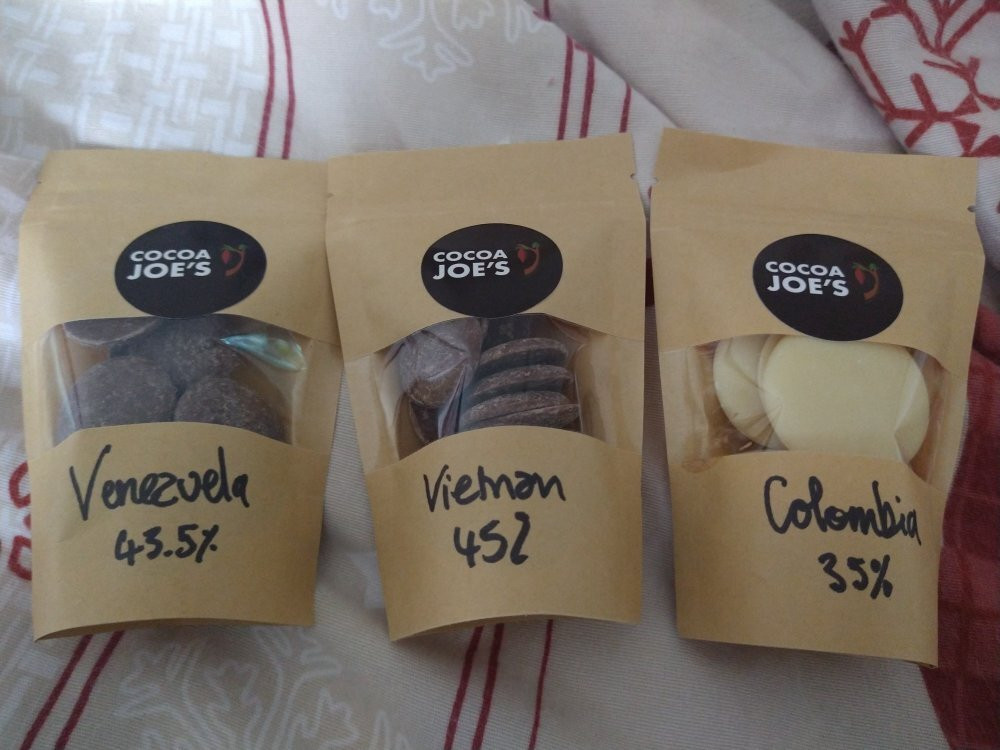 COCOA
JOE'S
Venezuela
43.5%
COCOA
JOE'S
Vietnam
45%
COCOA
JOE'S
Colombia
35%